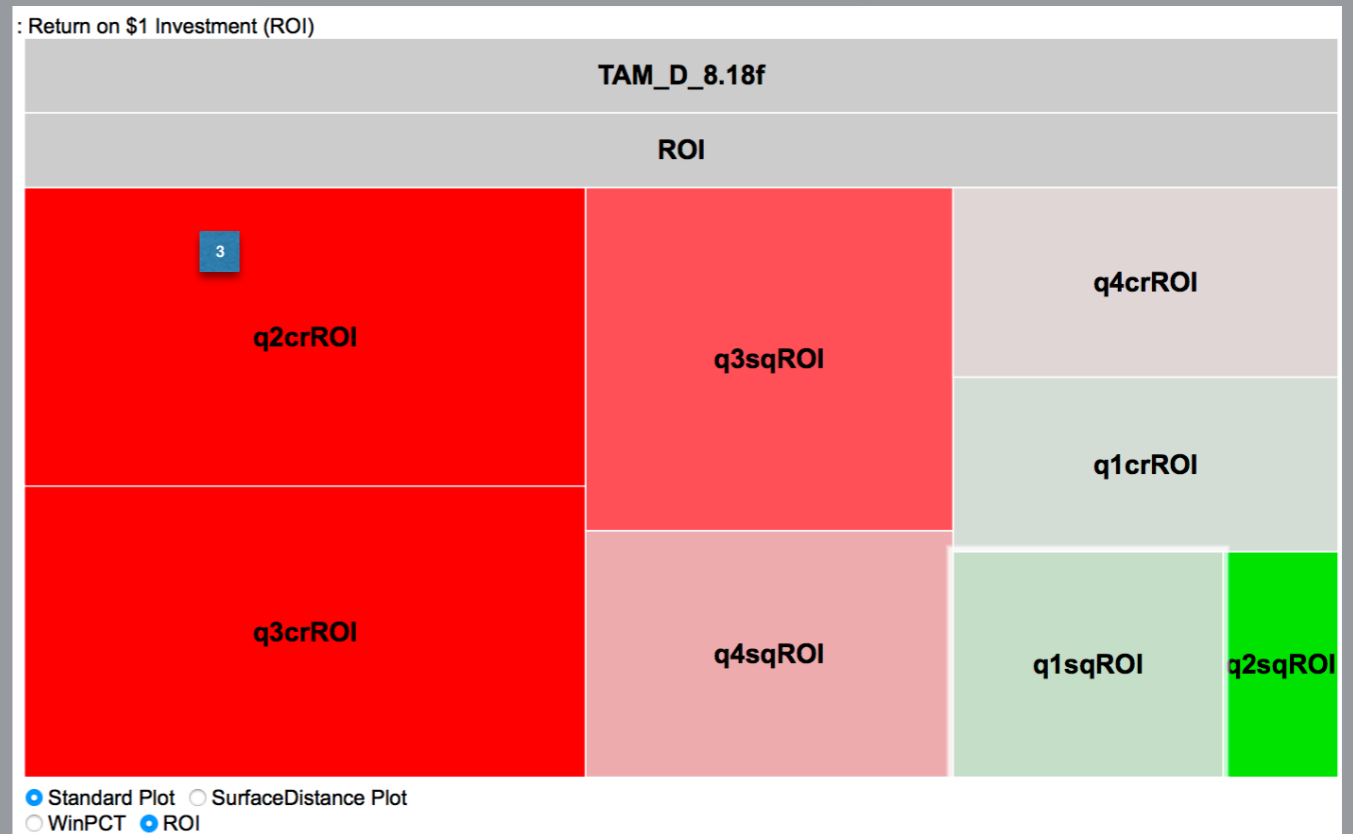 : Return on $1 Investment (ROI)
TAM_D_8.18f
ROI
3
q2crROI
q3sqROI
q4crROI
q1crROI
q3crROI
q4sqROI
q1sqROI
q2sqROI
Standard Plot SurfaceDistance Plot
WinPCT ROI